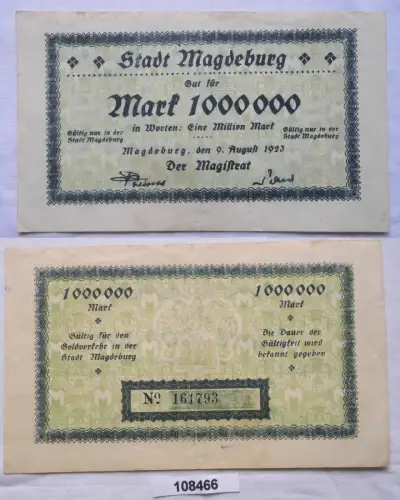 Stadt Magdeburg
Gut für
Mark 1000000
in Worten: Eine Million Mark
Gültig nur in der
Stadt Magdeburg
Gültig nur in der
Stadt Magdeburg
Magdeburg, den 9. August 1923
Der Magistrat
1000000
Mark
Gültig für den
Geldverkehr in der
Stadt Magdeburg
1000000
Mark
Die Dauer der
Gültigkeit wird
bekannt gegeben
No 161793
108466